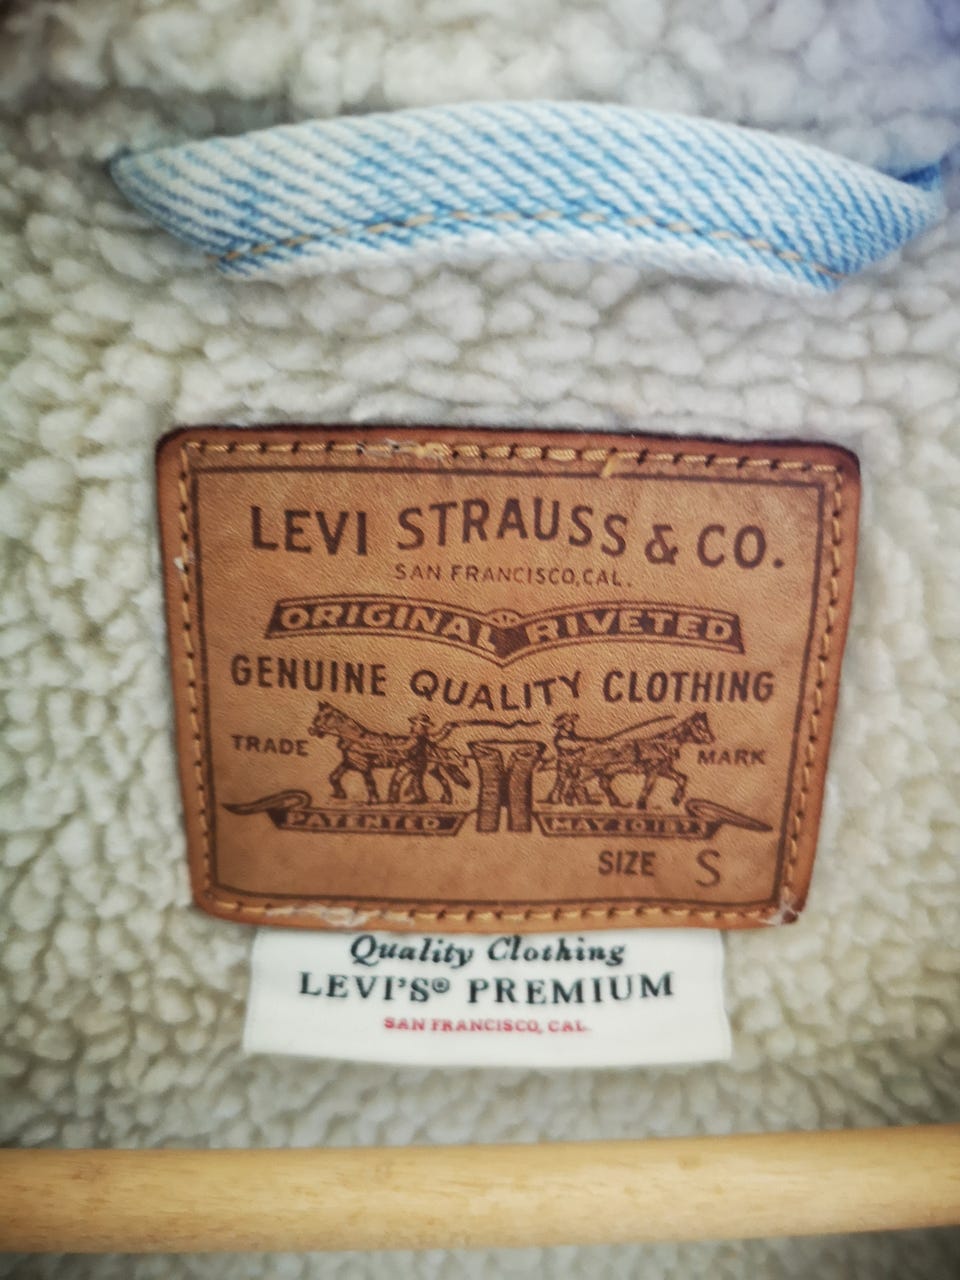 LEVI STRAUSS & CO.
SAN FRANCISCO, CAL.
ORIGINAL RIVETED
GENUINE QUALITY CLOTHING
TRADE MARK
PATENTED MAY 20 1873
SIZE S
Quality Clothing
LEVI'S® PREMIUM
SAN FRANCISCO, CAL.